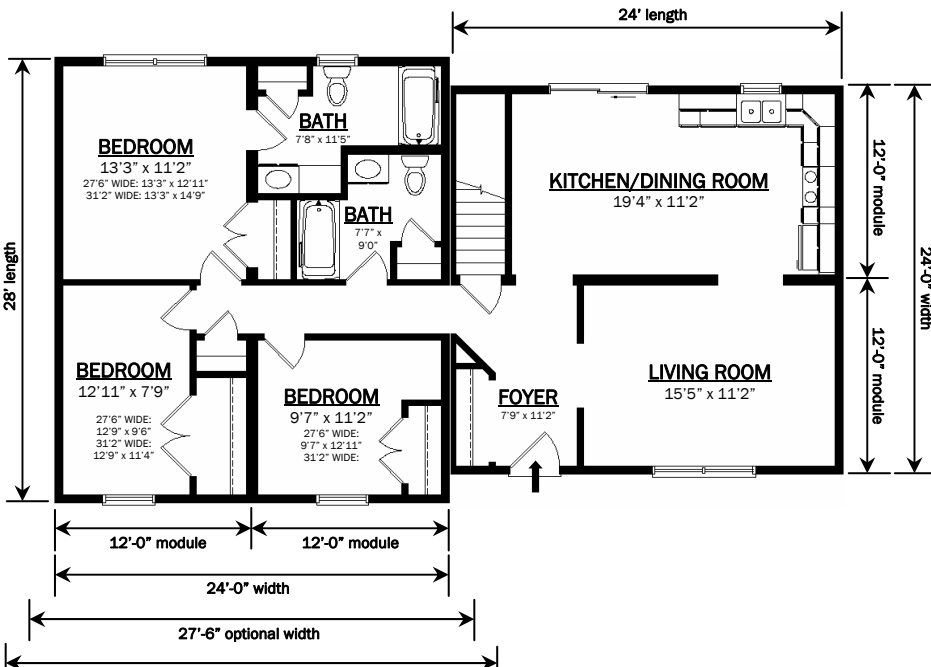 24' length
BATH
7'8" x 11'5"
BEDROOM
13'3" x 11'2"
27'6" WIDE: 13'3" x 12'11"
31'2" WIDE: 13'3" x 14'9"
BATH
7'7" x
9'0"
KITCHEN/DINING ROOM
19'4" x 11'2"
12'-0" module
24'-0" width
28' length
BEDROOM
12'11" x 7'9"
27'6" WIDE:
12'9" x 9'6"
31'2" WIDE:
12'9" x 11'4"
BEDROOM
9'7" x 11'2"
27'6" WIDE:
9'7" x 12'11"
31'2" WIDE:
FOYER
7'9" x 11'2"
LIVING ROOM
15'5" x 11'2"
12'-0" module
12'-0" module
12'-0" module
24'-0" width
27'-6" optional width